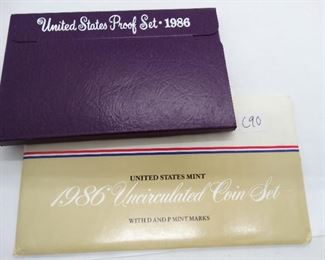 United States Proof Set · 1986
C90
UNITED STATES MINT
1986 Uncirculated Coin Set
WITH D AND P MINT MARKS